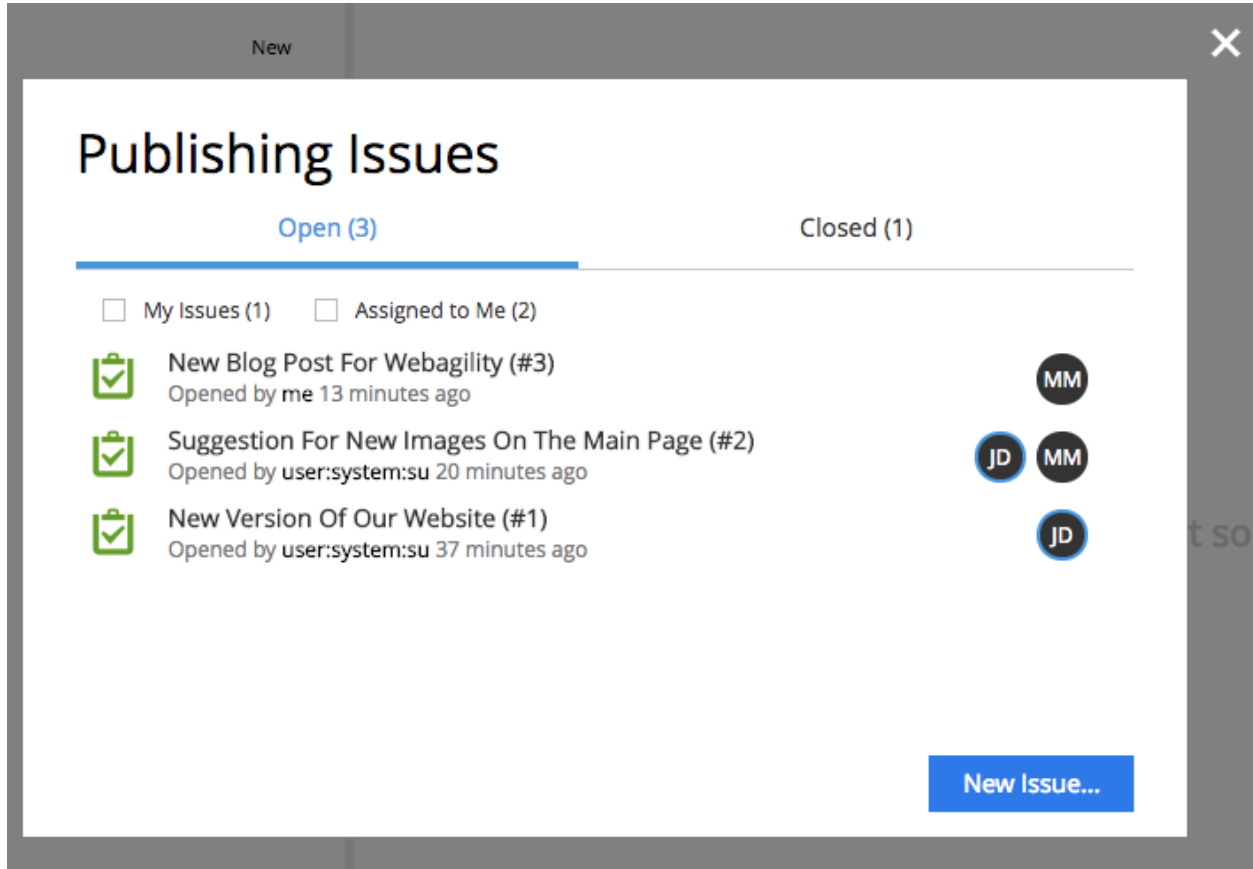 New
Publishing Issues
Open (3)
Closed (1)
My Issues (1)
Assigned to Me (2)
New Blog Post For Webagility (#3)
Opened by me 13 minutes ago
MM
Suggestion For New Images On The Main Page (#2)
Opened by user:system:su 20 minutes ago
JD
MM
New Version Of Our Website (#1)
Opened by user:system:su 37 minutes ago
JD
t so
New Issue...